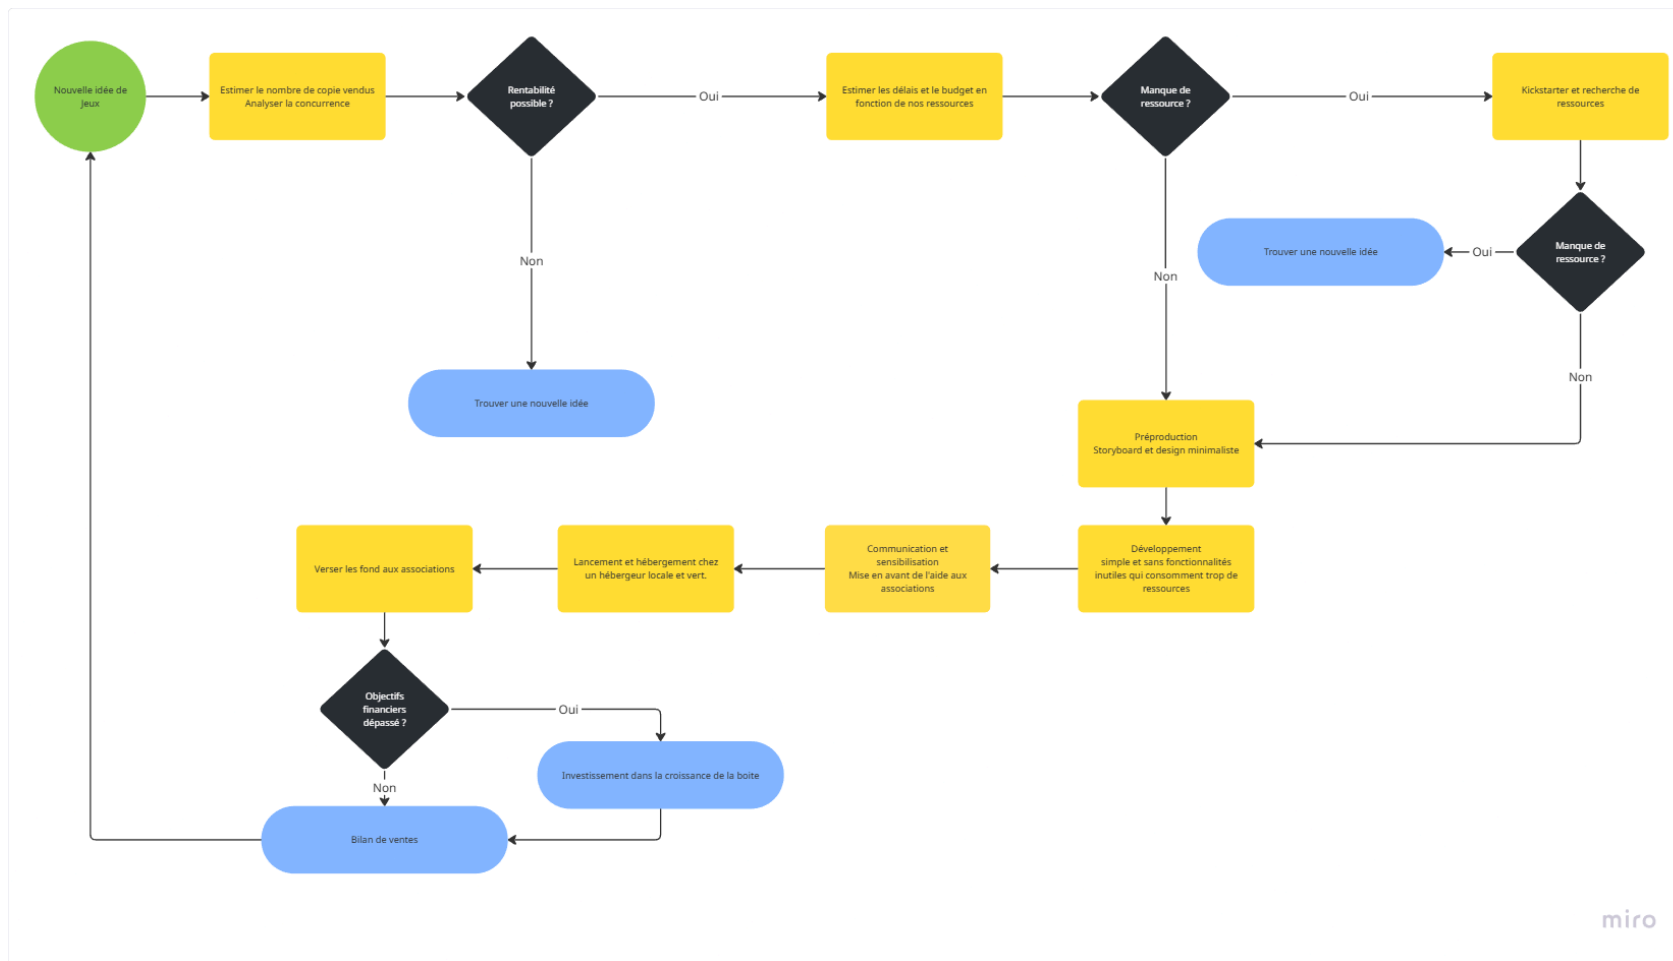 Nouvelle idée de
Jeux
Estimer le nombre de copie vendus
Analyser la concurrence
Rentabilité
possible ?
Oui
Estimer les délais et le budget en
fonction de nos ressources
Manque de
ressource ?
Oui
Kickstarter et recherche de
ressources
Manque de
ressource ?
Oui
Trouver une nouvelle idée
Non
Non
Non
Trouver une nouvelle idée
Préproduction
Storyboard et design minimaliste
Développement
simple et sans fonctionnalités
inutiles qui consomment trop de
ressources
Communication et
sensibilisation
Mise en avant de l'aide aux
associations
Lancement et hébergement chez
un hébergeur locale et vert.
Verser les fond aux associations
Objectifs
financiers
dépassé ?
Oui
Investissement dans la croissance de la boite
Non
Bilan de ventes
miro